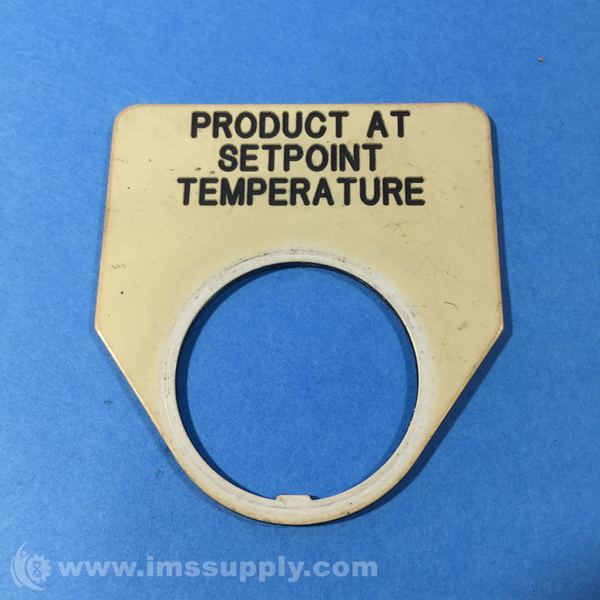 PRODUCT AT
SETPOINT
TEMPERATURE
www.imssupply.com